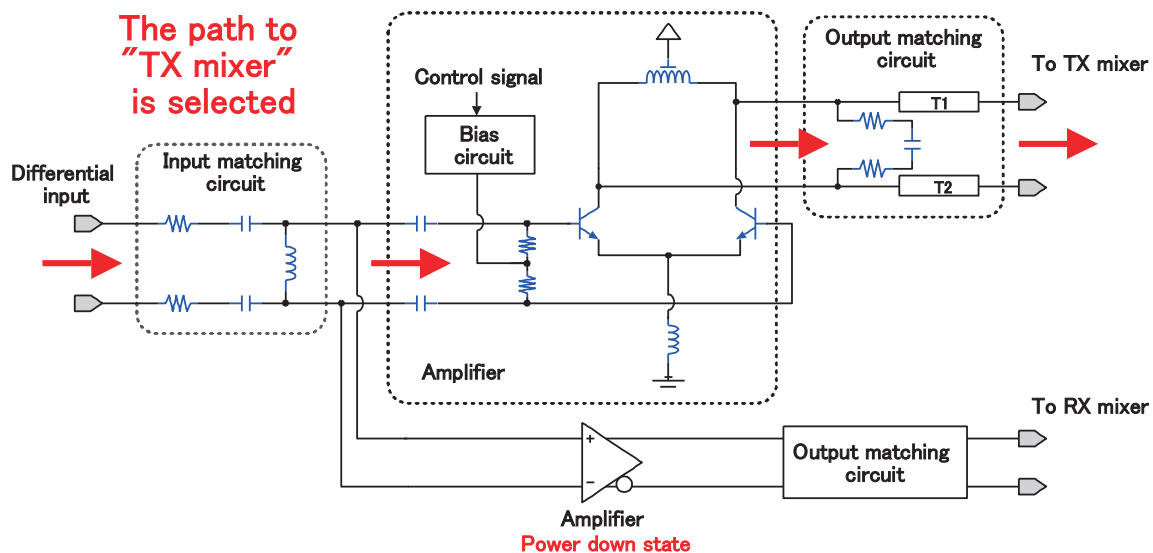 The path to
"TX mixer"
is selected
Differential
input
Input matching
circuit
Control signal
Bias
circuit
Amplifier
Output matching
circuit
T1
T2
To TX mixer
To RX mixer
+
−
Amplifier
Power down state
Output matching
circuit